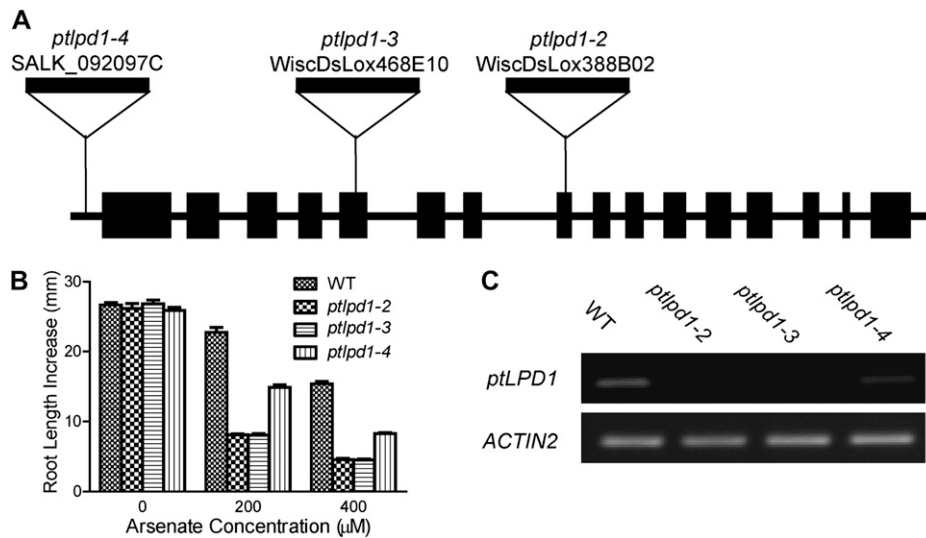 A
ptlpd1-4
SALK_092097C
ptlpd1-3
WiscDsLox468E10
ptlpd1-2
WiscDsLox388B02
B
Root Length Increase (mm)
30
20
10
0
WT
ptlpd1-2
ptlpd1-3
ptlpd1-4
0
200
400
Arsenate Concentration (µM)
C
WT
ptlpd1-2
ptlpd1-3
ptlpd1-4
ptLPD1
ACTIN2